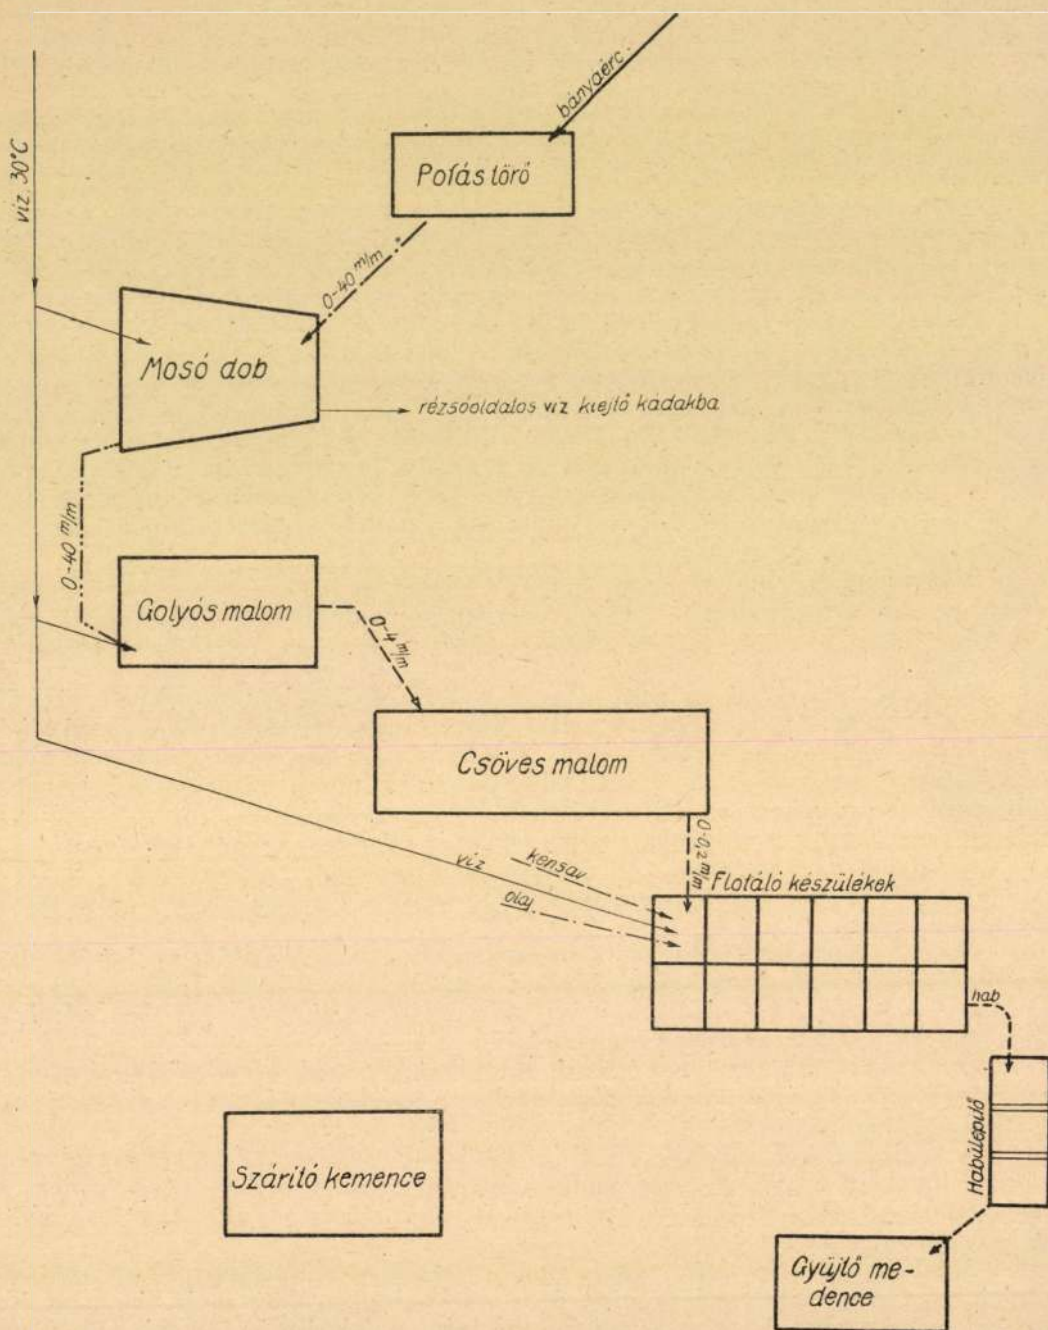 bányaérc
víz 30°C
Pofás törő
0-40 m/m
Mosó dob
rézsóoldalos víz kiejtő kádakba
0-40 m/m
Golyós malom
0-4 m/m
Csöves malom
0-0,2 m/m
víz
kénsav
olaj
Flotáló készülékek
hab
Habülepítő
Szárító kemence
Gyüjtő me-
dence